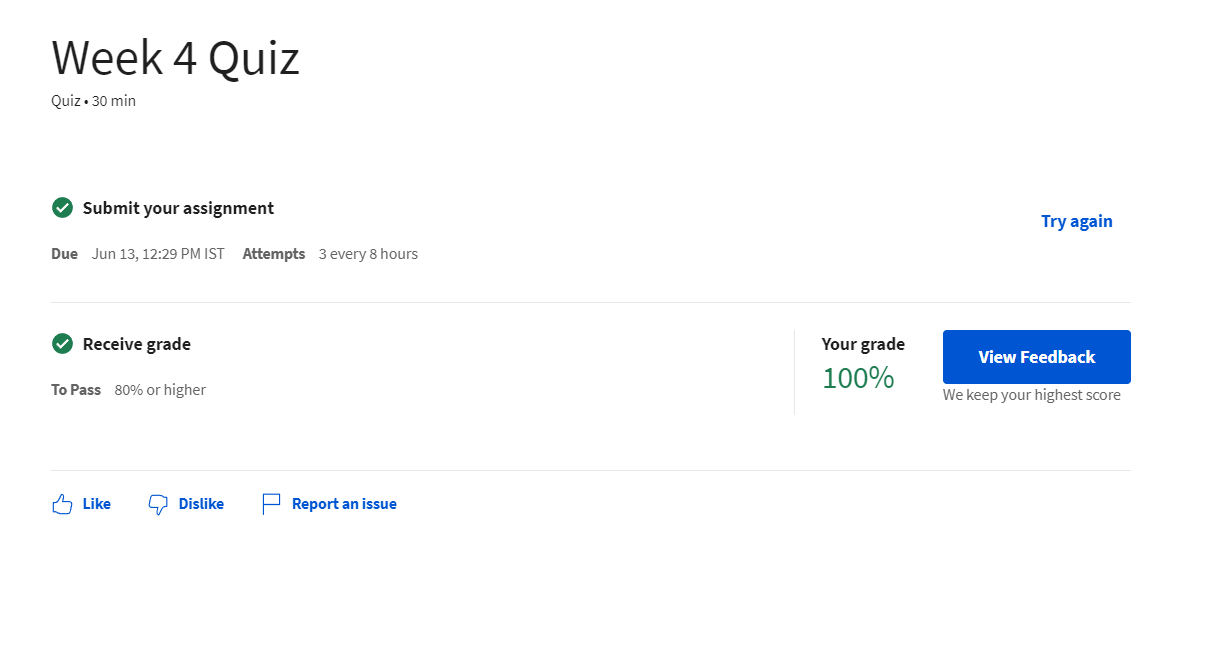 Week 4 Quiz
Quiz • 30 min
Submit your assignment
Try again
Due Jun 13, 12:29 PM IST Attempts 3 every 8 hours
Receive grade
To Pass 80% or higher
Your grade
100%
View Feedback
We keep your highest score
Like Dislike Report an issue